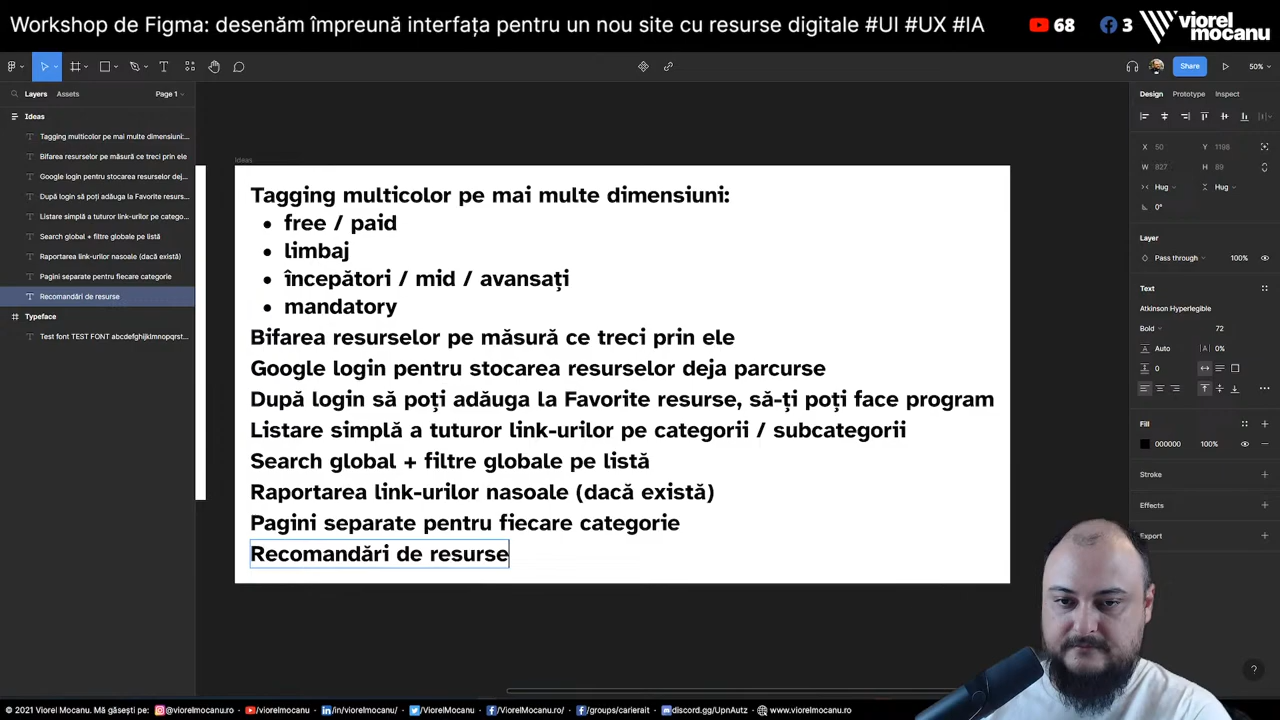 Workshop de Figma: desenăm împreună interfața pentru un nou site cu resurse digitale #UI #UX #IA
68
3
viorel mocanu
Share
50%
Layers
Assets
Page 1
Design
Prototype
Inspect
Ideas
Tagging multicolor pe mai multe dimensiuni:...
Bifarea resurselor pe măsură ce treci prin ele
Google login pentru stocarea resurselor dej...
După login să poți adăuga la Favorite resurs...
Listare simplă a tuturor link-urilor pe catego...
Search global + filtre globale pe listă
Raportarea link-urilor nasoale (dacă există)
Pagini separate pentru fiecare categorie
Recomandări de resurse
Typeface
Test font TEST FONT abcdefghijklmnopqrst...
Ideas
Tagging multicolor pe mai multe dimensiuni:
• free / paid
• limbaj
• începători / mid / avansați
• mandatory
Bifarea resurselor pe măsură ce treci prin ele
Google login pentru stocarea resurselor deja parcurse
După login să poți adăuga la Favorite resurse, să-ți poți face program
Listare simplă a tuturor link-urilor pe categorii / subcategorii
Search global + filtre globale pe listă
Raportarea link-urilor nasoale (dacă există)
Pagini separate pentru fiecare categorie
Recomandări de resurse
X 50 Y 1198
W 827 H 89
Hug Hug
0°
Layer
Pass through 100%
Text
Atkinson Hyperlegible
Bold 72
Auto 0%
0
Fill
000000 100%
Stroke
Effects
Export
?
© 2021 Viorel Mocanu. Mă găsești pe: @viorelmocanu.ro /viorelmocanu /in/viorelmocanu/ /ViorelMocanu /ViorelMocanu.ro/ /groups/carierait discord.gg/UpnAutz www.viorelmocanu.ro